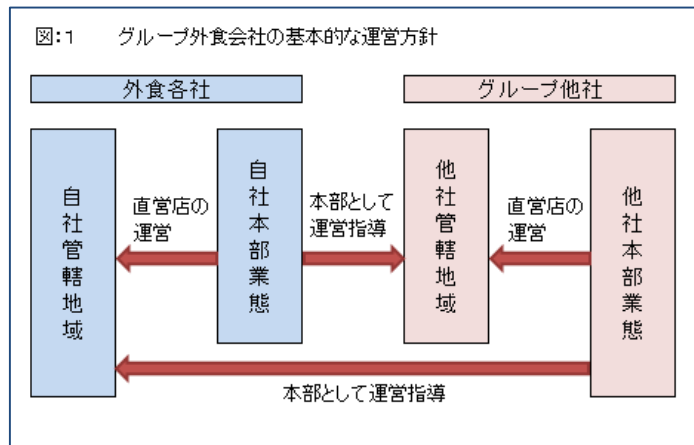 図:1 グループ外食会社の基本的な運営方針
外食各社
グループ他社
自社管轄地域
直営店の
運営
自社本部業態
本部として
運営指導
他社管轄地域
直営店の
運営
他社本部業態
本部として運営指導